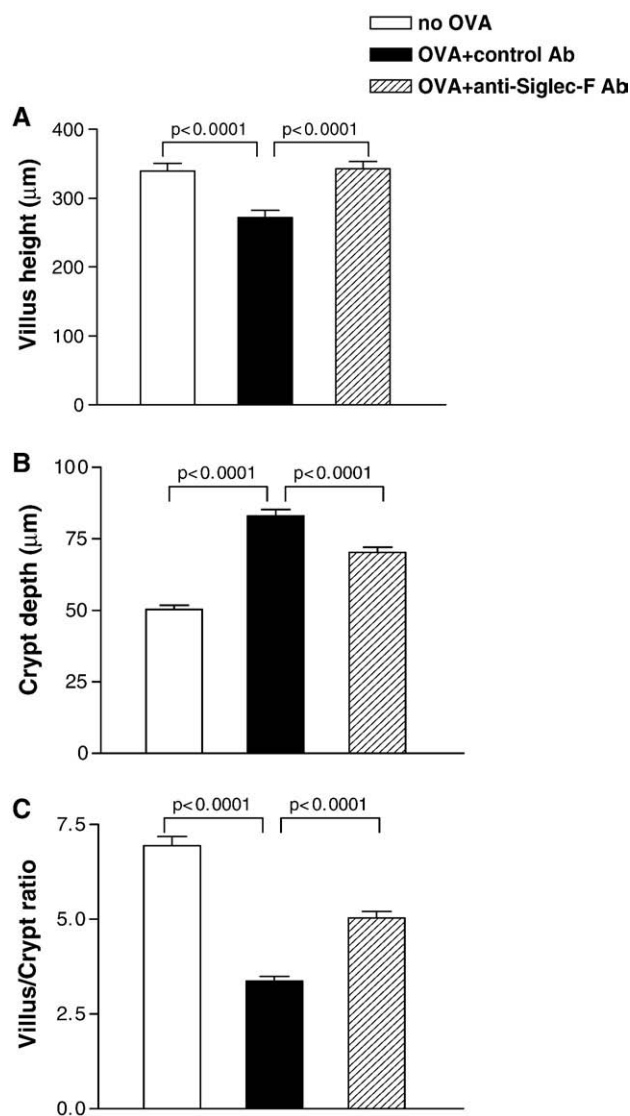 no OVA
OVA+control Ab
OVA+anti-Siglec-F Ab
A
p<0.0001 p<0.0001
Villus height (μm)
400
300
200
100
0
B
p<0.0001 p<0.0001
Crypt depth (μm)
100
75
50
25
0
C
p<0.0001 p<0.0001
Villus/Crypt ratio
7.5
5.0
2.5
0.0